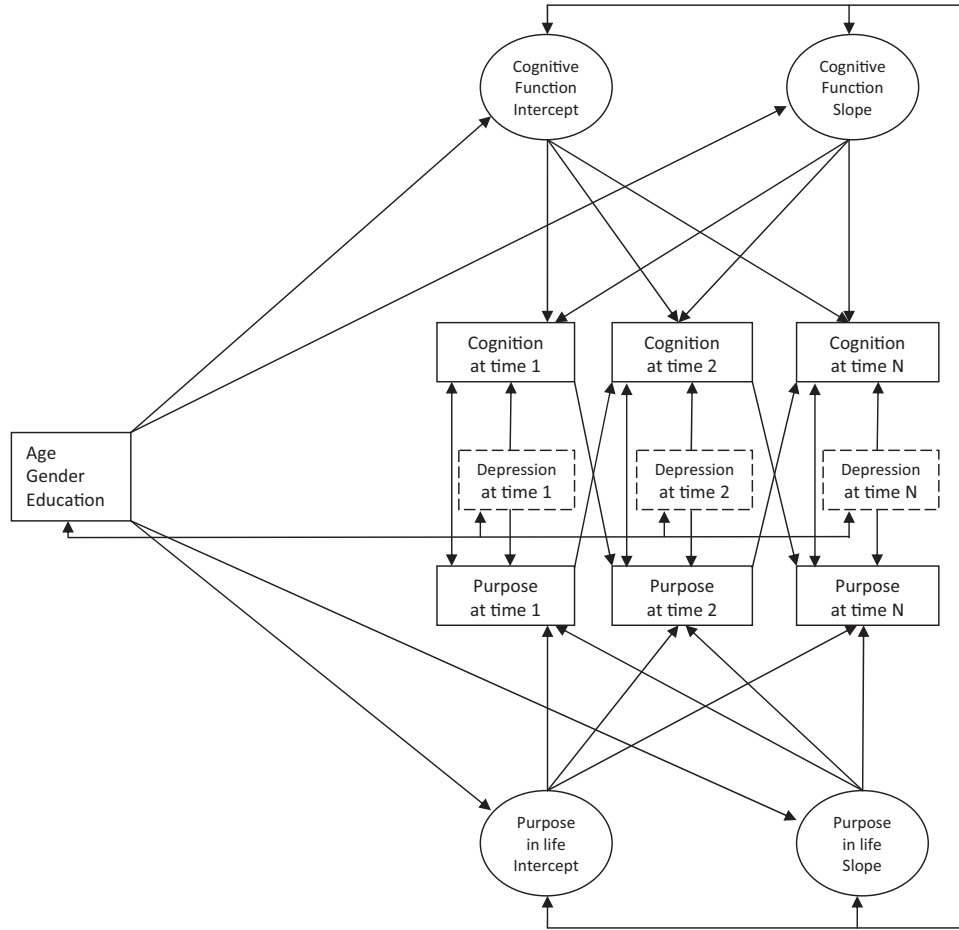 Cognitive
Function
Intercept
Cognitive
Function
Slope
Cognition
at time 1
Cognition
at time 2
Cognition
at time N
Age
Gender
Education
Depression
at time 1
Depression
at time 2
Depression
at time N
Purpose
at time 1
Purpose
at time 2
Purpose
at time N
Purpose
in life
Intercept
Purpose
in life
Slope